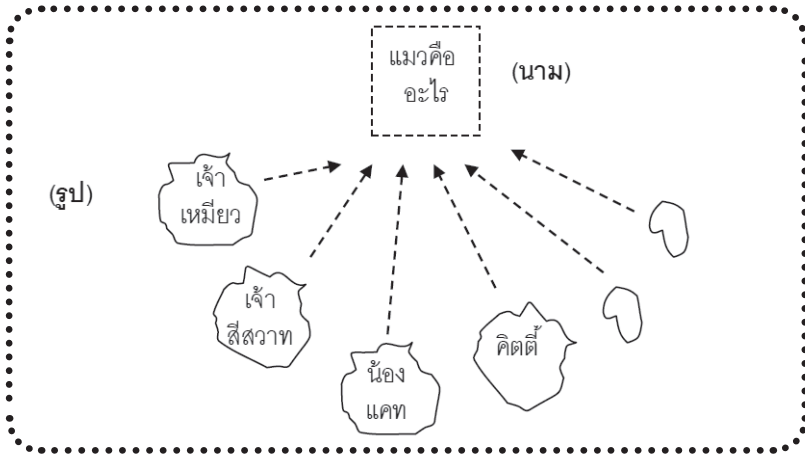 แมวคือ
อะไร
(นาม)
(รูป)
เจ้า
เหมียว
เจ้า
สีสวาท
น้อง
แคท
คิตตี้